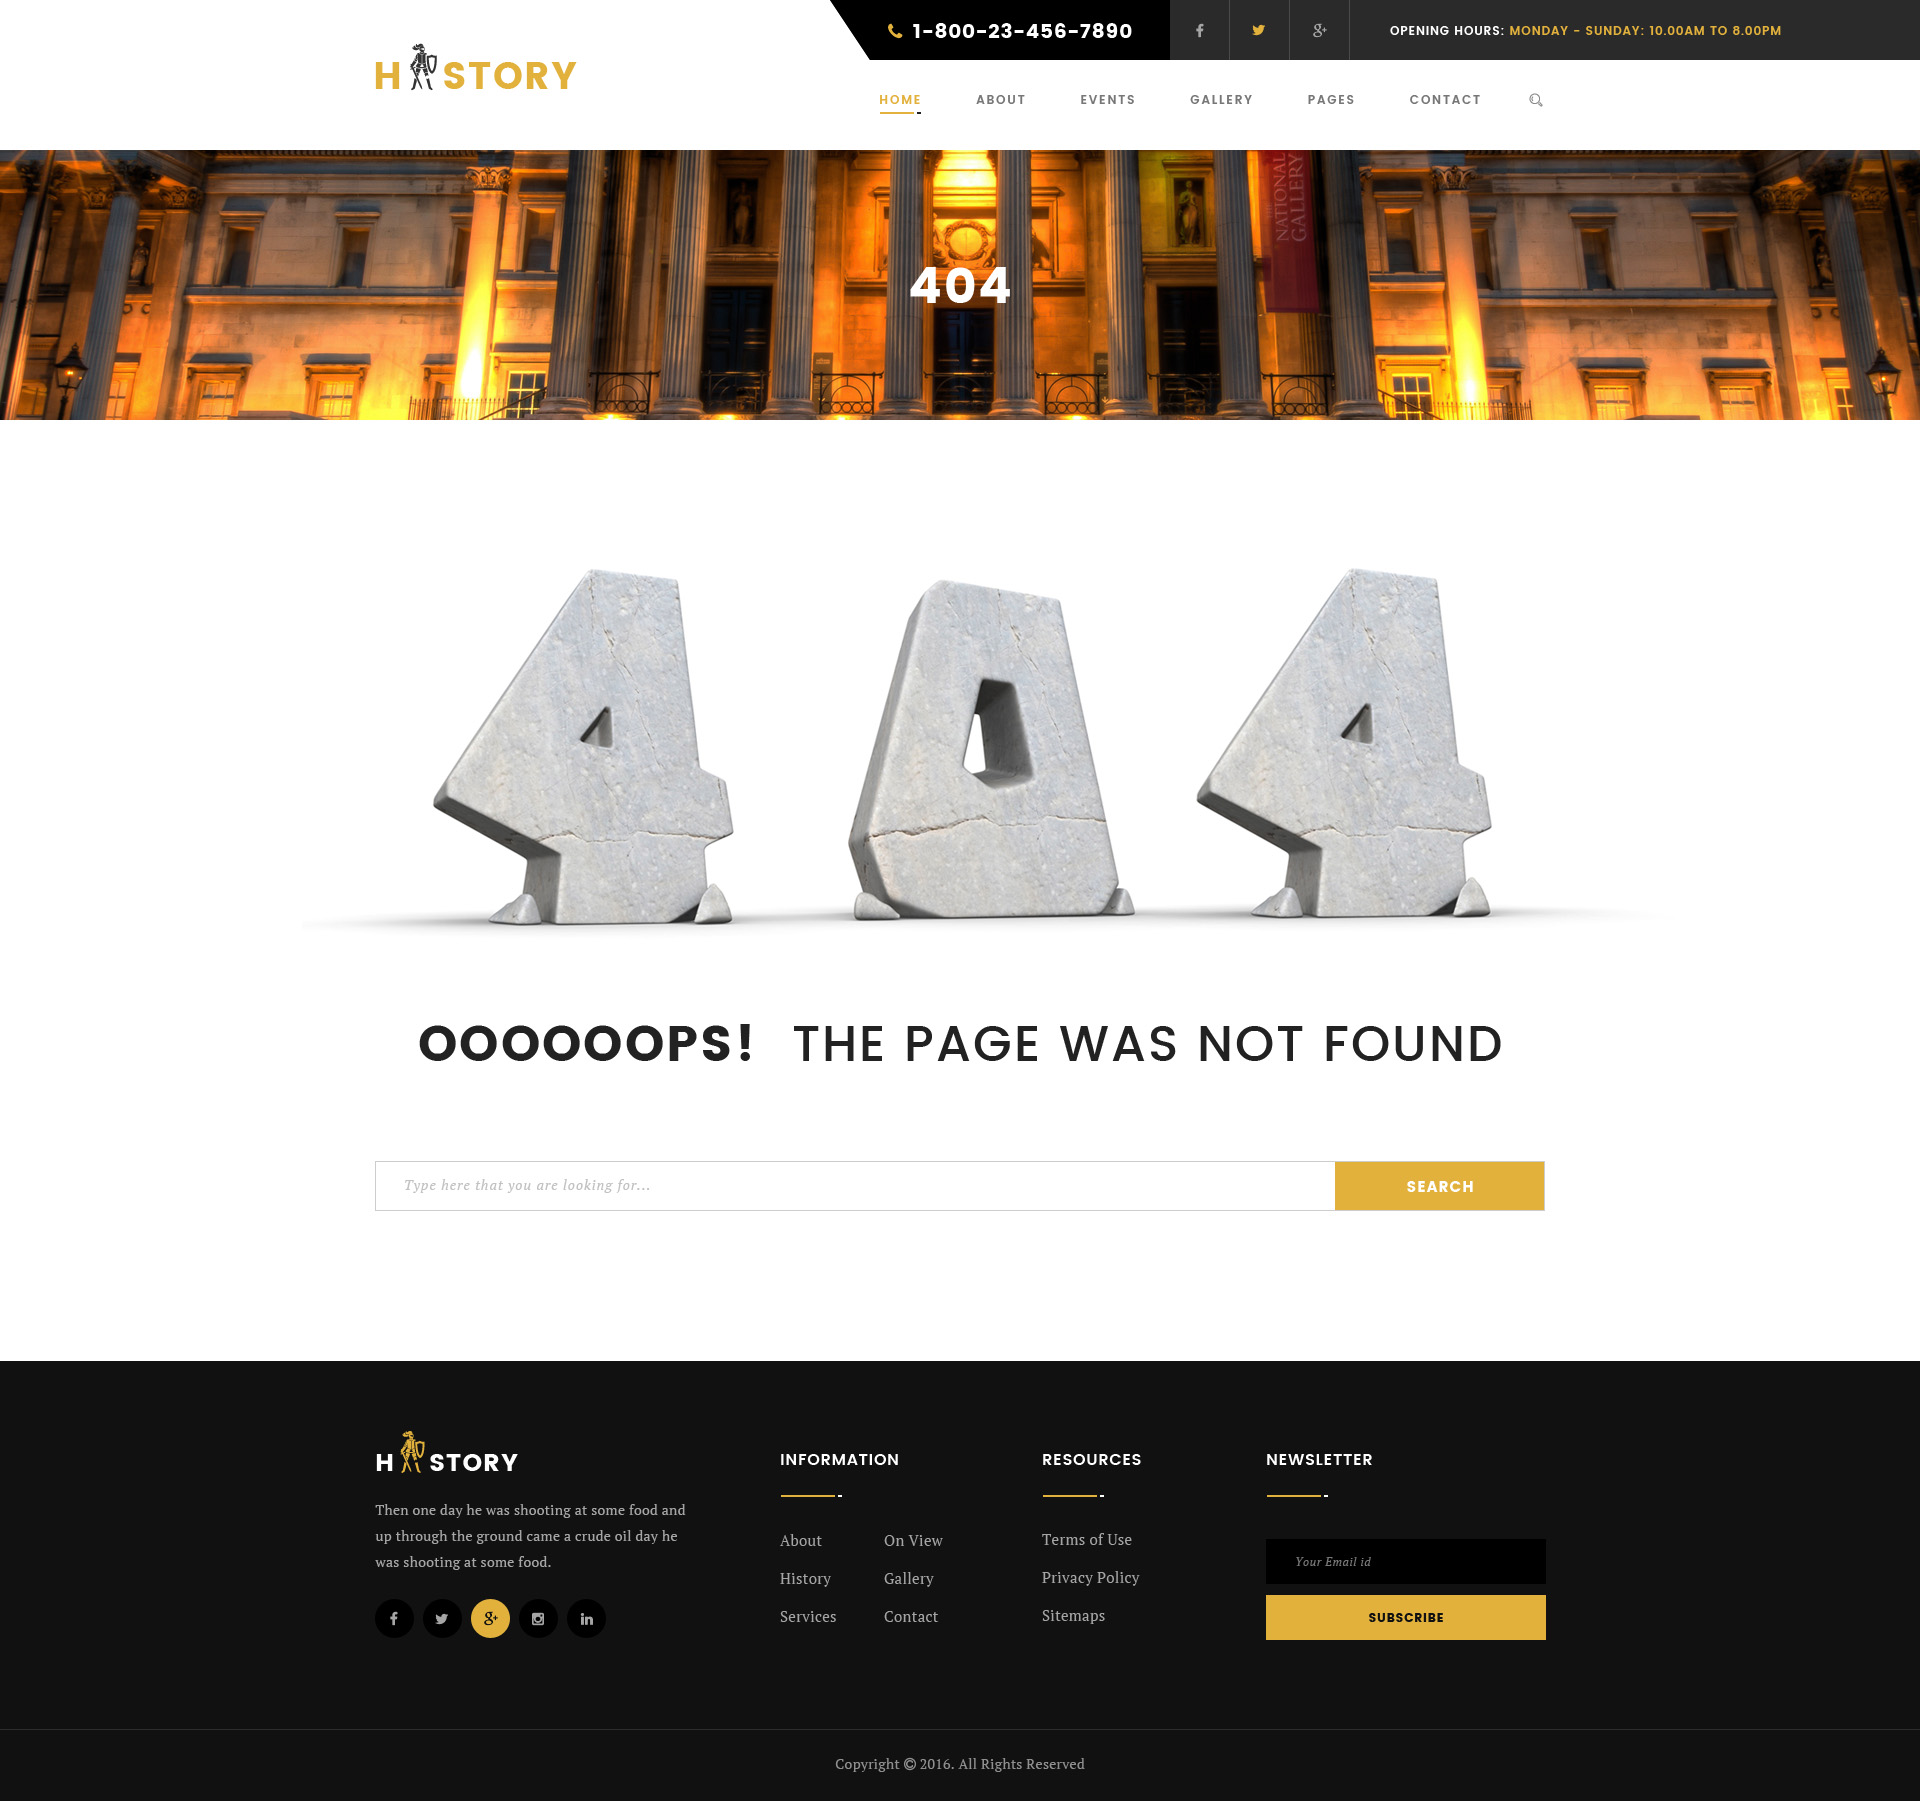 1-800-23-456-7890
OPENING HOURS: MONDAY - SUNDAY: 10.00AM TO 8.00PM
H STORY
HOME ABOUT EVENTS GALLERY PAGES CONTACT
NATIONAL
GALLERY
404
404
OOOOOOPS! THE PAGE WAS NOT FOUND
Type here that you are looking for...
SEARCH
H STORY
Then one day he was shooting at some food and
up through the ground came a crude oil day he
was shooting at some food.
INFORMATION
About
History
Services
On View
Gallery
Contact
RESOURCES
Terms of Use
Privacy Policy
Sitemaps
NEWSLETTER
Your Email id
SUBSCRIBE
Copyright © 2016. All Rights Reserved